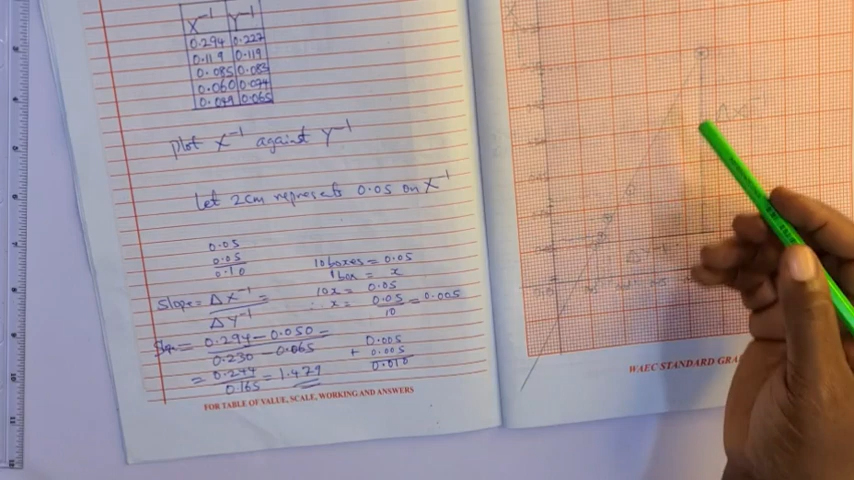 x⁻¹ y⁻¹
0.294 0.227
0.119 0.119
0.085 0.083
0.060 0.074
0.049 0.065
plot x⁻¹ against y⁻¹
Let 2cm represents 0.05 on x⁻¹
0.05
0.05
0.10
10 boxes = 0.05
1 box = x
10x = 0.05
∴ x = 0.05/10 = 0.005
Slope = Δx⁻¹/Δy⁻¹ =
= 0.294 - 0.050 / 0.230 - 0.065 =
= 0.244/0.165 = 1.479
0.005
+ 0.005
0.010
FOR TABLE OF VALUE, SCALE, WORKING AND ANSWERS
Δx⁻¹
WAEC STANDARD